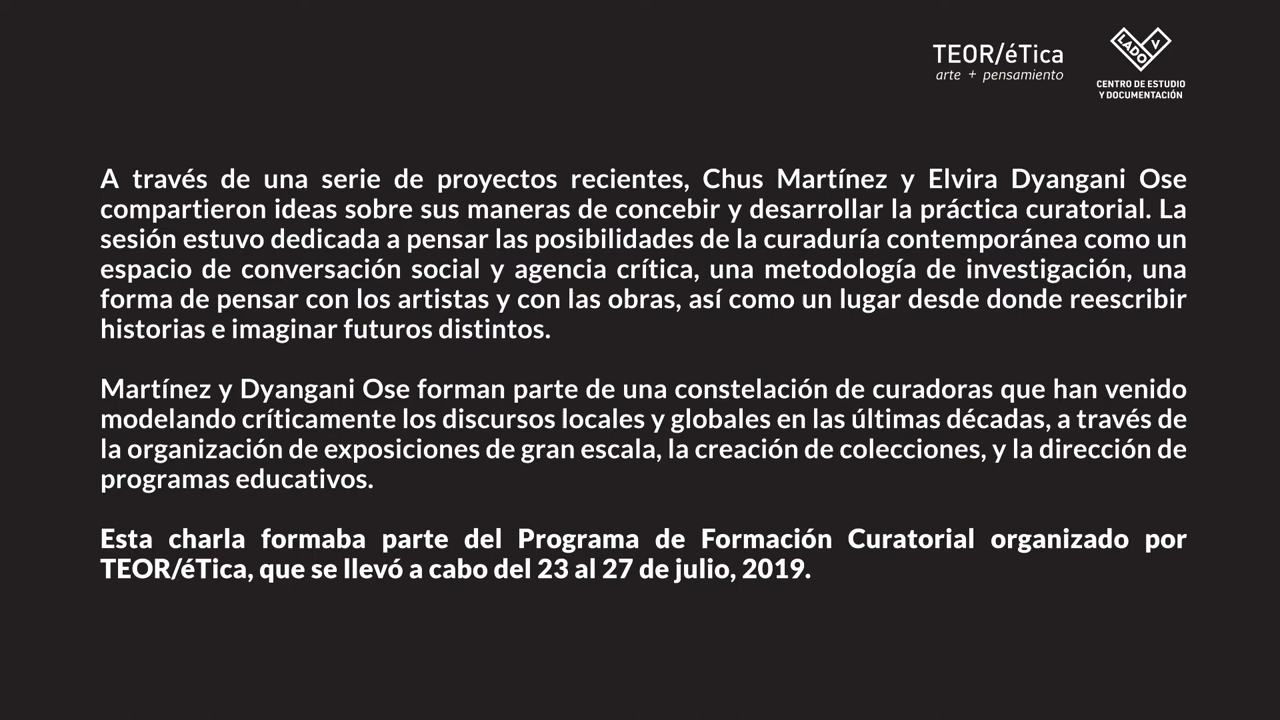 TEOR/éTica
arte + pensamiento
LADO V
CENTRO DE ESTUDIO
Y DOCUMENTACIÓN
A través de una serie de proyectos recientes, Chus Martínez y Elvira Dyangani Ose
compartieron ideas sobre sus maneras de concebir y desarrollar la práctica curatorial. La
sesión estuvo dedicada a pensar las posibilidades de la curaduría contemporánea como un
espacio de conversación social y agencia crítica, una metodología de investigación, una
forma de pensar con los artistas y con las obras, así como un lugar desde donde reescribir
historias e imaginar futuros distintos.
Martínez y Dyangani Ose forman parte de una constelación de curadoras que han venido
modelando críticamente los discursos locales y globales en las últimas décadas, a través de
la organización de exposiciones de gran escala, la creación de colecciones, y la dirección de
programas educativos.
Esta charla formaba parte del Programa de Formación Curatorial organizado por
TEOR/éTica, que se llevó a cabo del 23 al 27 de julio, 2019.